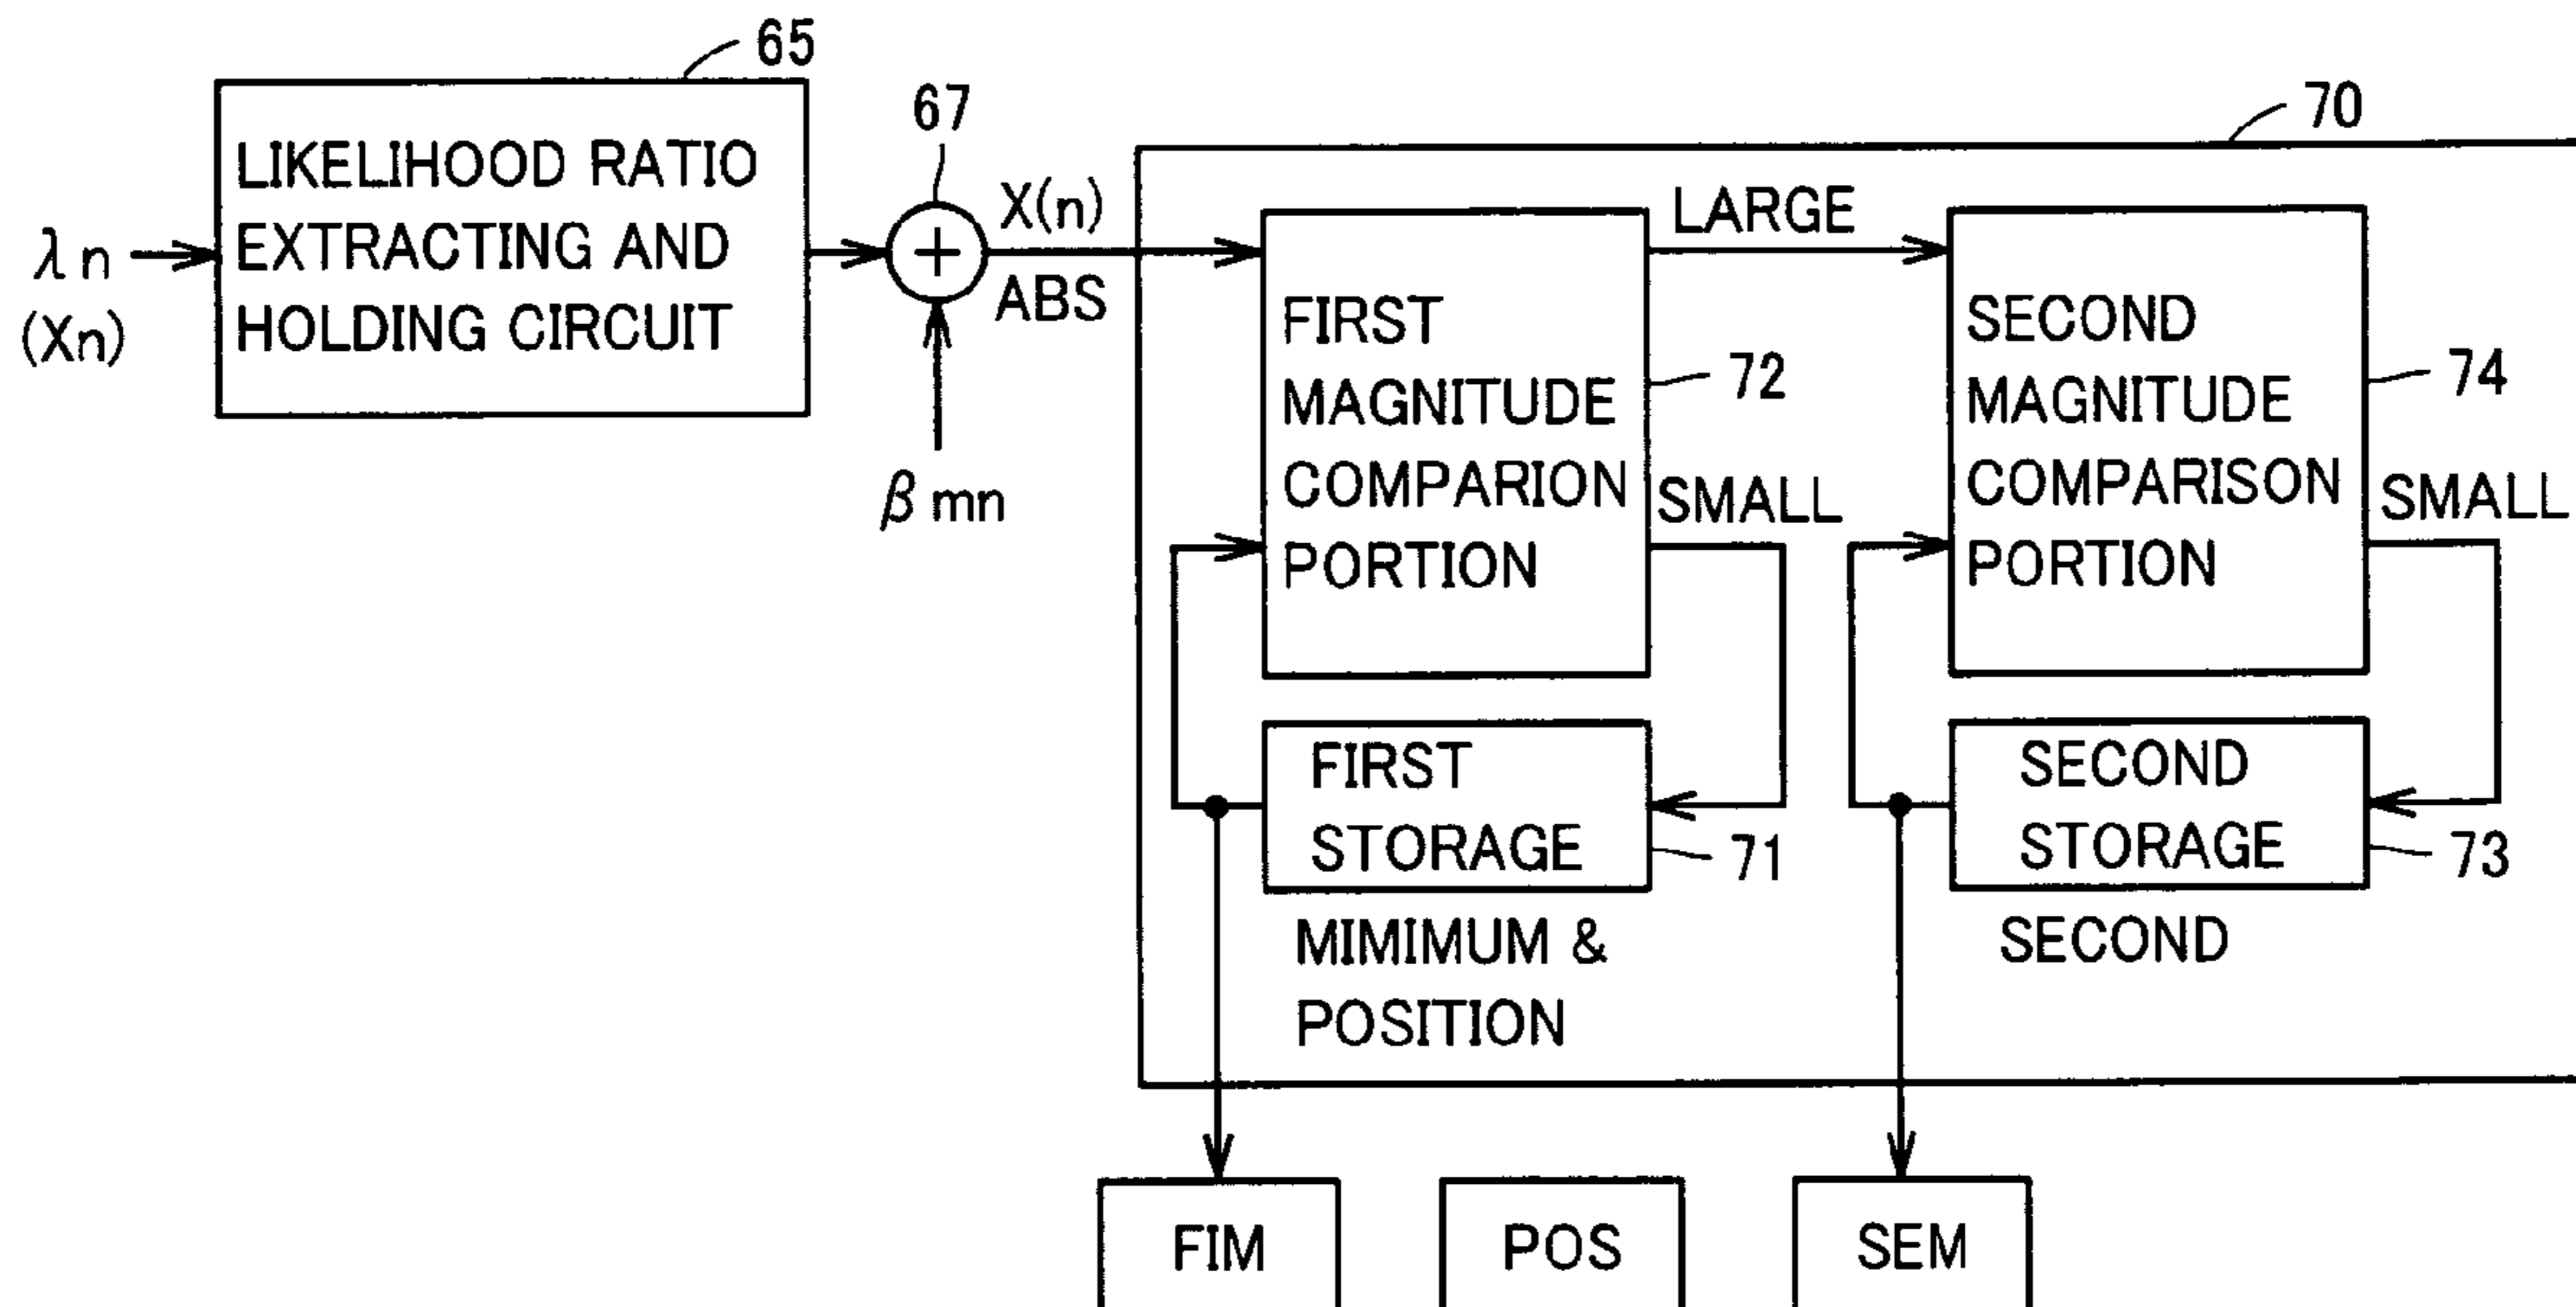 65
LIKELIHOOD RATIO
EXTRACTING AND
HOLDING CIRCUIT
λn
(Xn)
67
X(n)
ABS
βmn
70
LARGE
FIRST
MAGNITUDE
COMPARION
PORTION
72
SMALL
SECOND
MAGNITUDE
COMPARISON
PORTION
74
SMALL
FIRST
STORAGE
71
MIMIMUM &
POSITION
SECOND
STORAGE
73
SECOND
FIM
POS
SEM